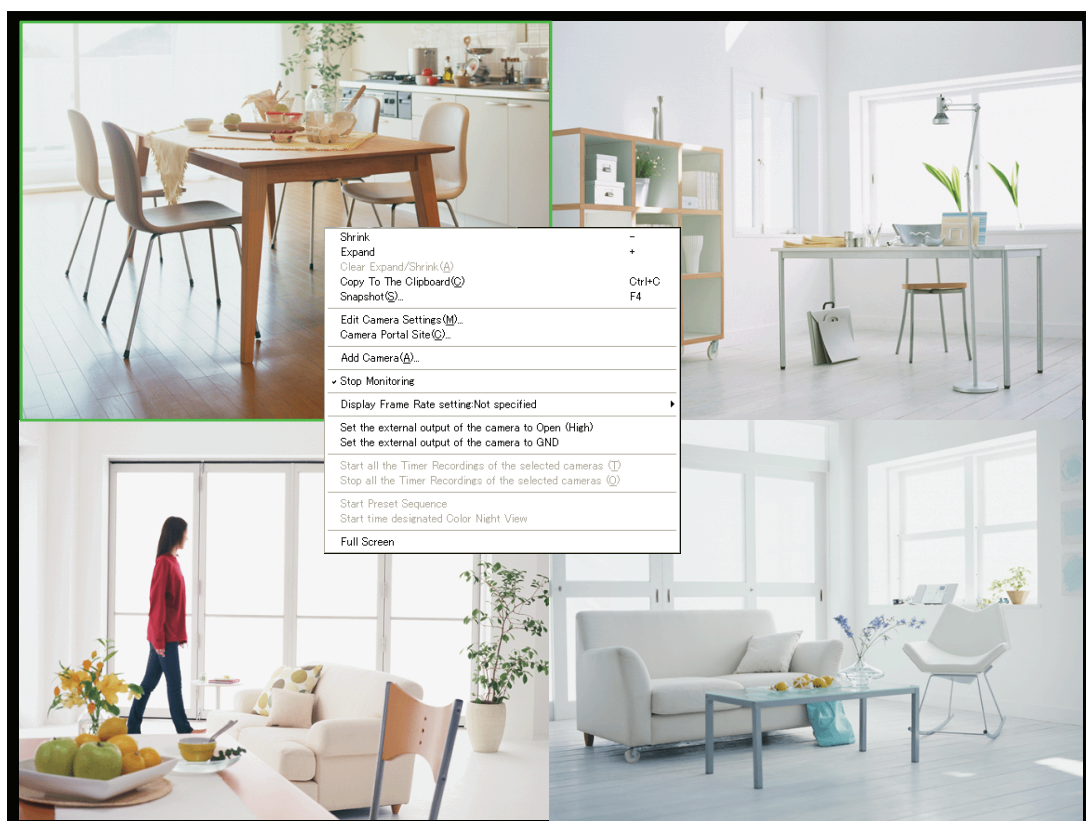 Shrink -
Expand +
Clear Expand/Shrink(A)
Copy To The Clipboard(C) Ctrl+C
Snapshot(S)... F4
Edit Camera Settings(M)...
Camera Portal Site(C)...
Add Camera(A)...
Stop Monitoring
Display Frame Rate setting:Not specified
Set the external output of the camera to Open (High)
Set the external output of the camera to GND
Start all the Timer Recordings of the selected cameras (T)
Stop all the Timer Recordings of the selected cameras (O)
Start Preset Sequence
Start time designated Color Night View
Full Screen